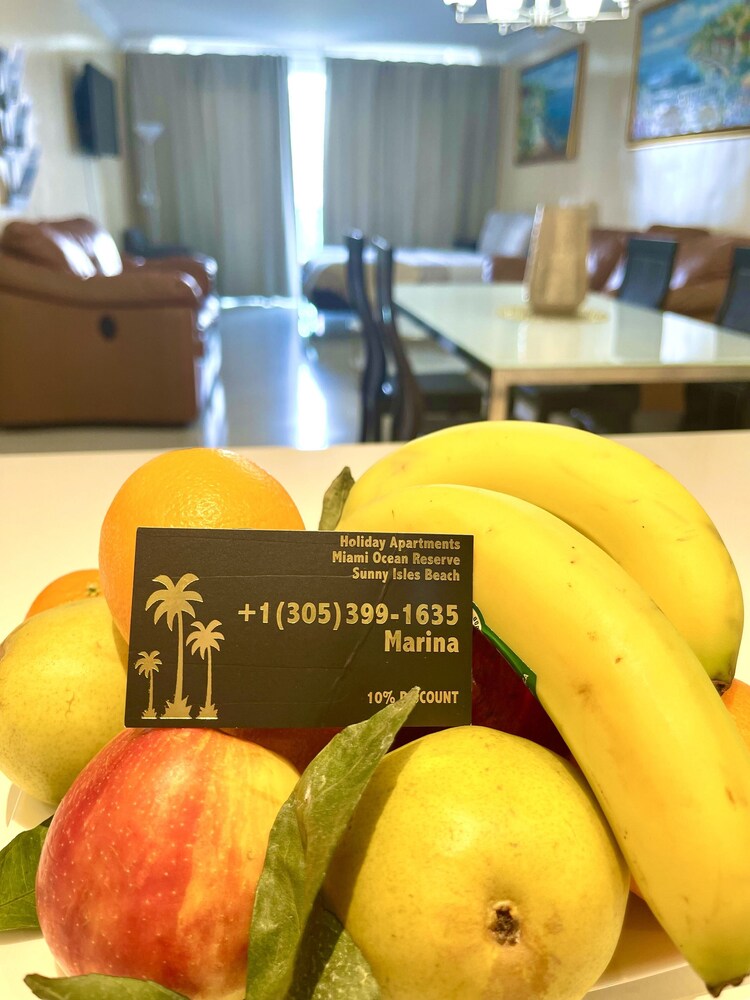 Holiday Apartments
Miami Ocean Reserve
Sunny Isles Beach
+1(305)399-1635
Marina
10%